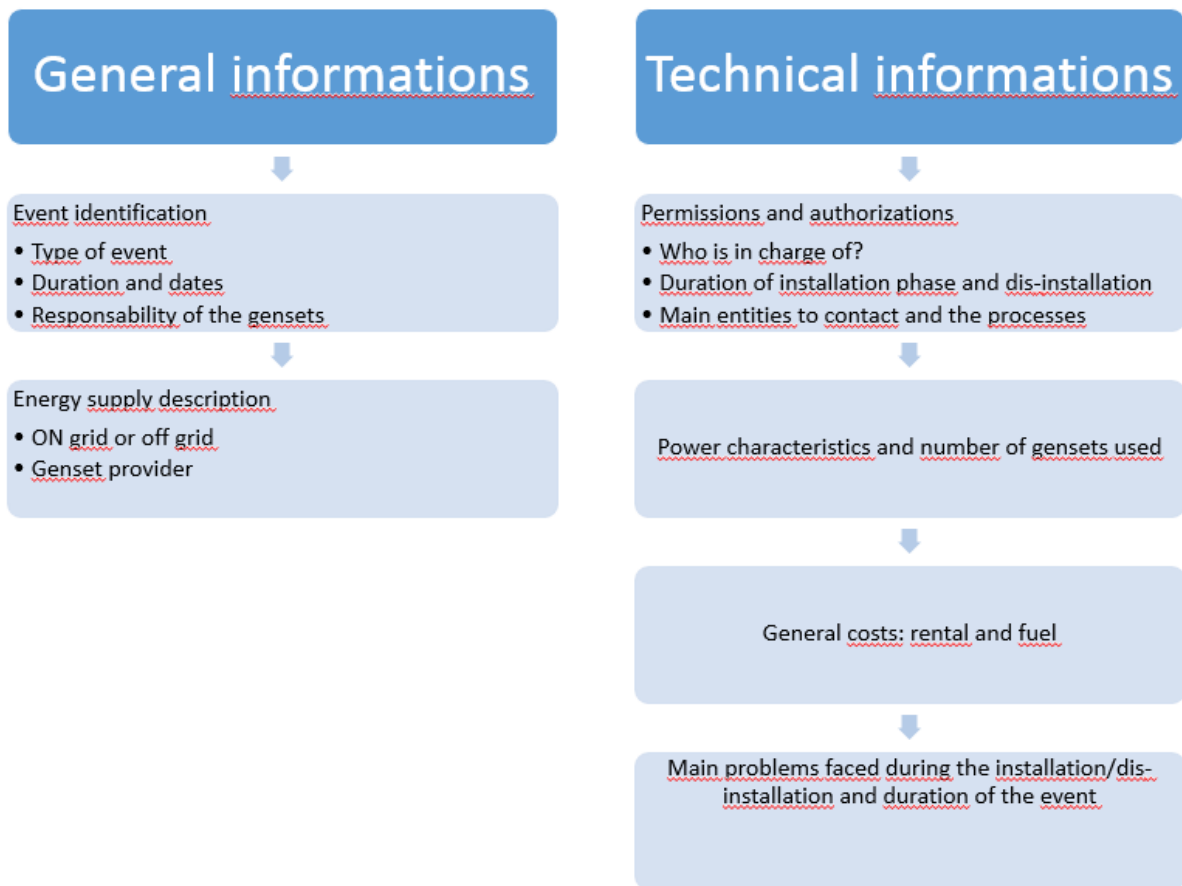 General informations
Event identification
• Type of event
• Duration and dates
• Responsability of the gensets
Energy supply description
• ON grid or off grid
• Genset provider
Technical informations
Permissions and authorizations
• Who is in charge of?
• Duration of installation phase and dis-installation
• Main entities to contact and the processes
Power characteristics and number of gensets used
General costs: rental and fuel
Main problems faced during the installation/dis-
installation and duration of the event